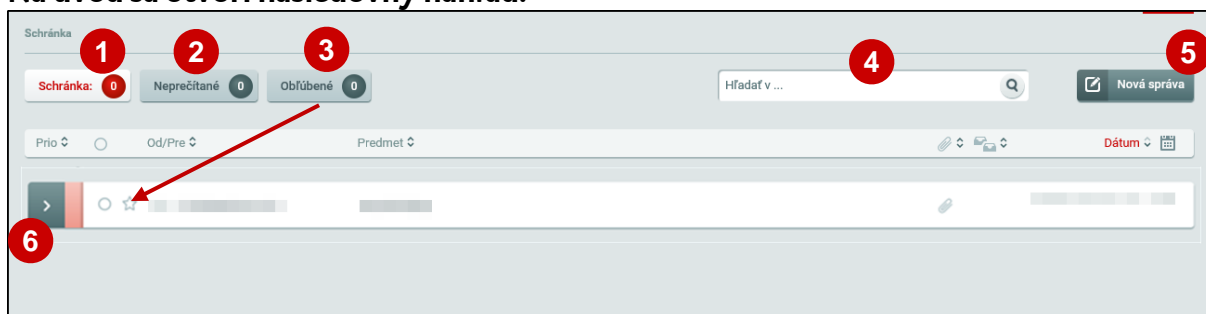 Schránka
1 2 3 4 5
Schránka: 0 Neprečítané 0 Obľúbené 0 Hľadať v ... Nová správa
Prio Od/Pre Predmet Dátum
6